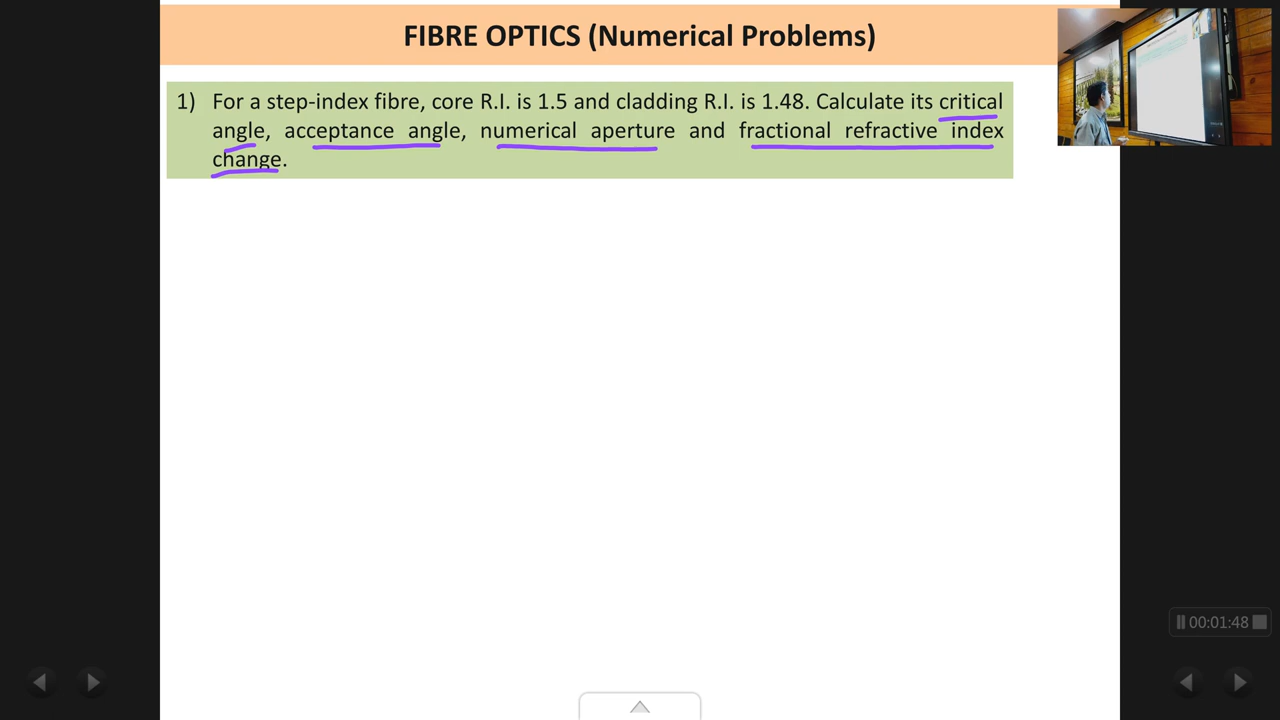 FIBRE OPTICS (Numerical Problems)
1) For a step-index fibre, core R.I. is 1.5 and cladding R.I. is 1.48. Calculate its critical
angle, acceptance angle, numerical aperture and fractional refractive index
change.
00:01:48